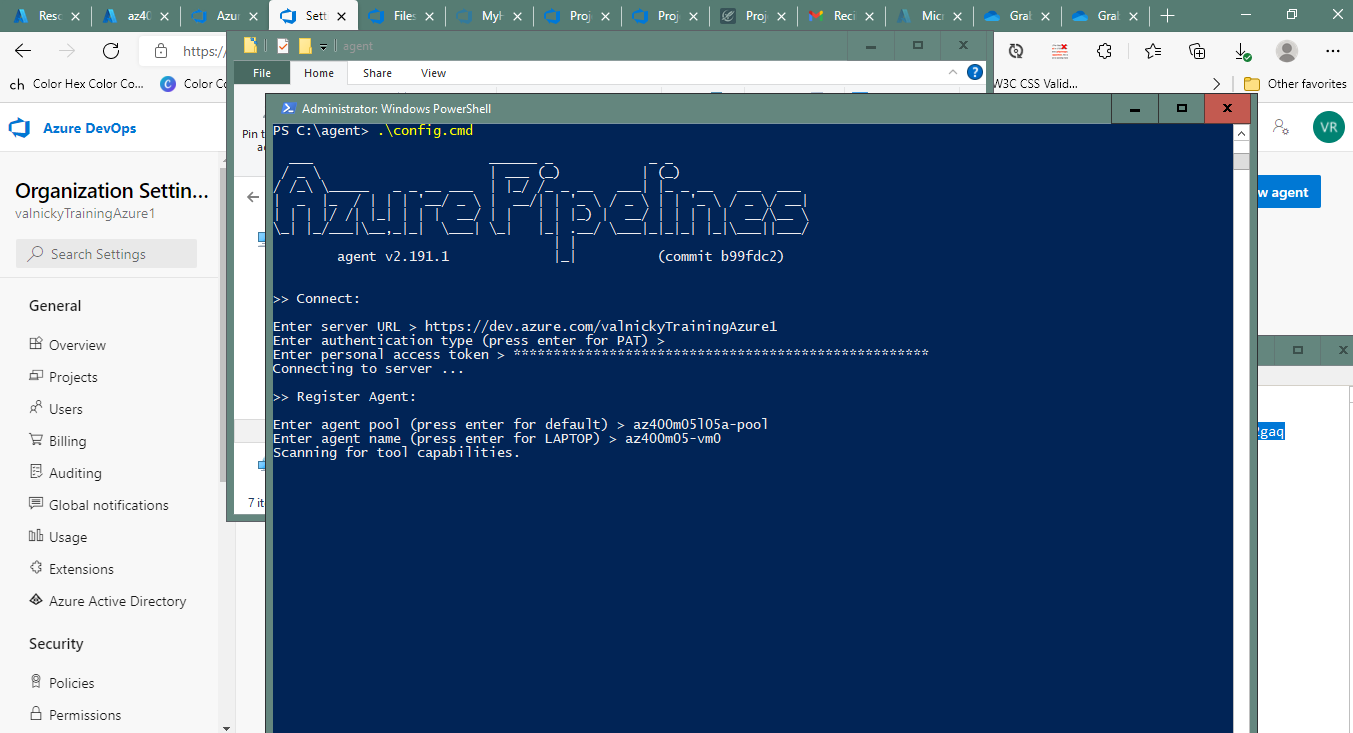 Resc
az40
Azur
Sett
Files
MyH
Proj
Proj
Proj
Reci
Micr
Grab
Grab
https:/
agent
File
Home
Share
View
ch Color Hex Color Co...
Color Co
W3C CSS Valid...
Other favorites
Azure DevOps
VR
Organization Settin...
valnickyTrainingAzure1
Search Settings
General
Overview
Projects
Users
Billing
Auditing
Global notifications
Usage
Extensions
Azure Active Directory
Security
Policies
Permissions
Pin t
a
7 it
w agent
gaq
Administrator: Windows PowerShell
PS C:\agent> .\config.cmd
AzurePipelines
agent v2.191.1 (commit b99fdc2)
>> Connect:
Enter server URL > https://dev.azure.com/valnickyTrainingAzure1
Enter authentication type (press enter for PAT) >
Enter personal access token > ****************************************************
Connecting to server ...
>> Register Agent:
Enter agent pool (press enter for default) > az400m05l05a-pool
Enter agent name (press enter for LAPTOP) > az400m05-vm0
Scanning for tool capabilities.